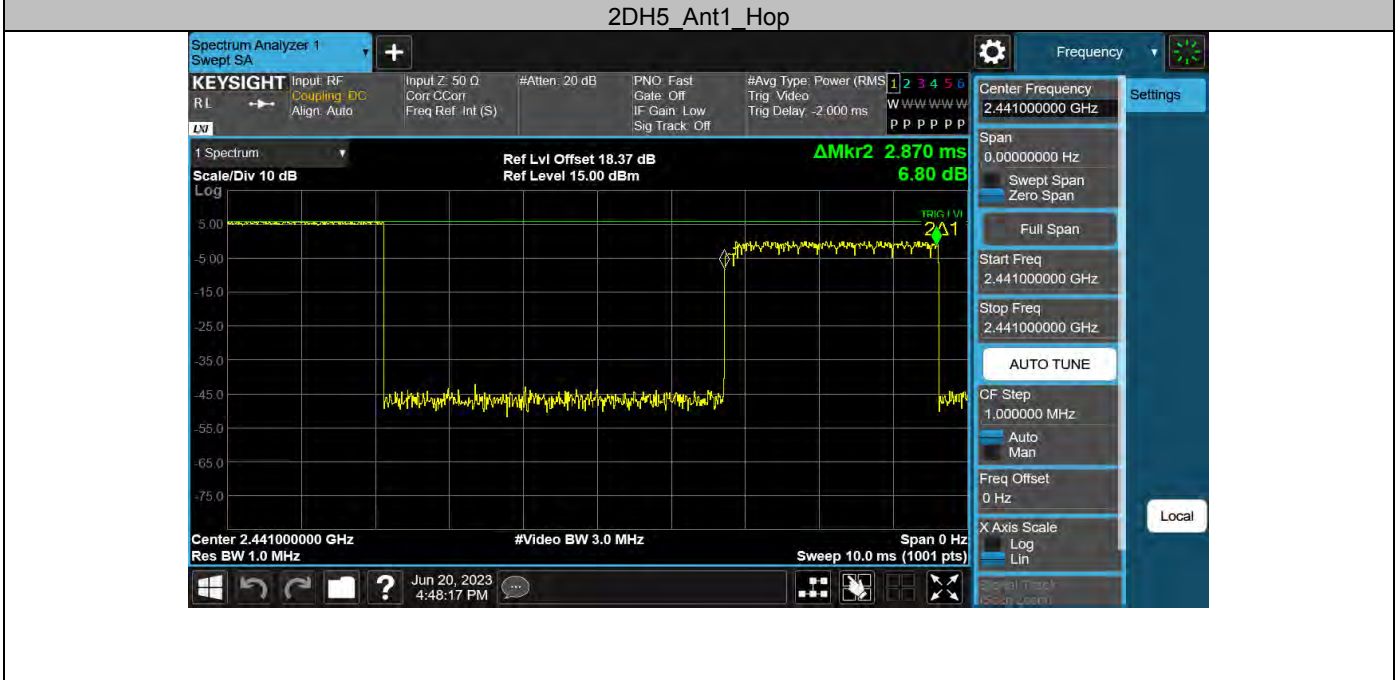 2DH5_Ant1_Hop
Spectrum Analyzer 1
Swept SA
Frequency
KEYSIGHT
RL
LXI
Input: RF
Coupling: DC
Align: Auto
Input Z: 50 Ω
Corr CCorr
Freq Ref: Int (S)
#Atten: 20 dB
PNO: Fast
Gate: Off
IF Gain: Low
Sig Track: Off
#Avg Type: Power (RMS
Trig: Video
Trig Delay: -2.000 ms
1 2 3 4 5 6
W W W W W W
P P P P P P
Center Frequency
2.441000000 GHz
Settings
Span
0.00000000 Hz
Swept Span
Zero Span
Full Span
Start Freq
2.441000000 GHz
Stop Freq
2.441000000 GHz
AUTO TUNE
CF Step
1.000000 MHz
Auto
Man
Freq Offset
0 Hz
X Axis Scale
Log
Lin
Signal Track
(Span Zoom)
Local
1 Spectrum
Scale/Div 10 dB
Log
Ref Lvl Offset 18.37 dB
Ref Level 15.00 dBm
ΔMkr2 2.870 ms
6.80 dB
TRIG LVL
2Δ1
5.00
-5.00
-15.0
-25.0
-35.0
-45.0
-55.0
-65.0
-75.0
Center 2.441000000 GHz
#Video BW 3.0 MHz
Span 0 Hz
Res BW 1.0 MHz
Sweep 10.0 ms (1001 pts)
?
Jun 20, 2023
4:48:17 PM